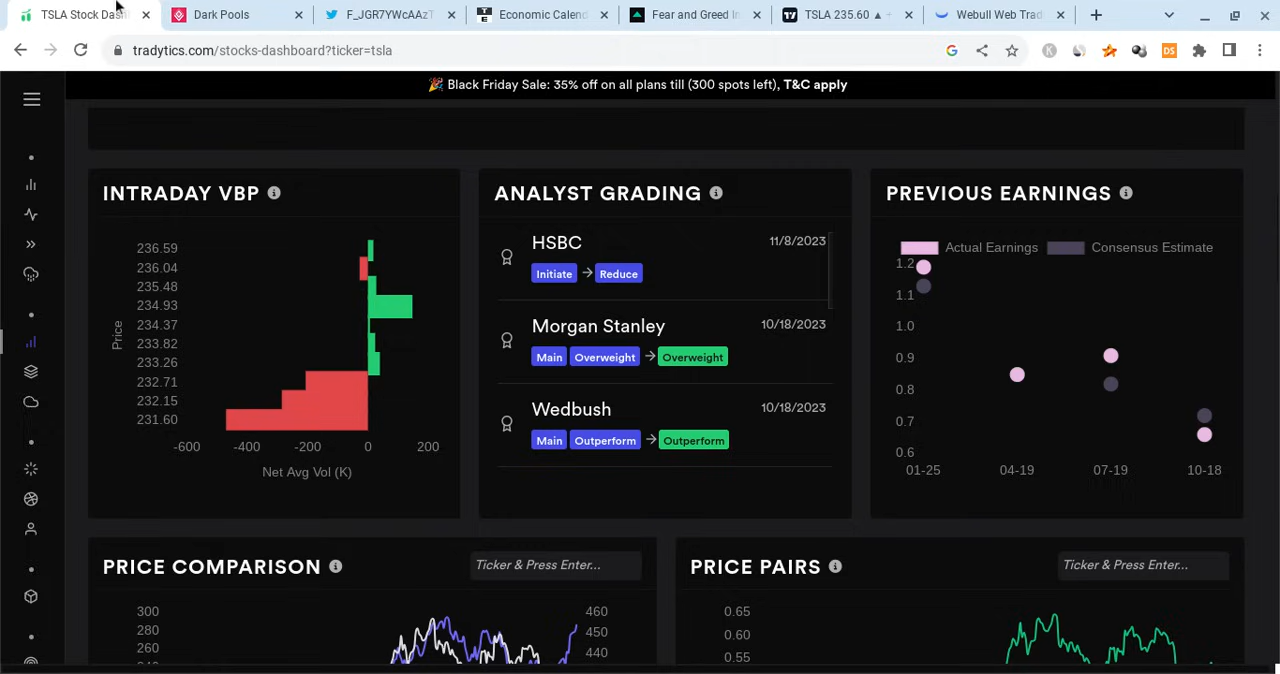 TSLA Stock Dash
Dark Pools
F_JGR7YWcAAzT
Economic Calend
Fear and Greed In
TSLA 235.60 ▲ +
Webull Web Trad
tradytics.com/stocks-dashboard?ticker=tsla
🎉 Black Friday Sale: 35% off on all plans till (300 spots left), T&C apply
INTRADAY VBP
Price
236.59
236.04
235.48
234.93
234.37
233.82
233.26
232.71
232.15
231.60
-600 -400 -200 0 200
Net Avg Vol (K)
ANALYST GRADING
HSBC 11/8/2023
Initiate → Reduce
Morgan Stanley 10/18/2023
Main Overweight → Overweight
Wedbush 10/18/2023
Main Outperform → Outperform
PREVIOUS EARNINGS
Actual Earnings Consensus Estimate
1.2
1.1
1.0
0.9
0.8
0.7
0.6
01-25 04-19 07-19 10-18
PRICE COMPARISON
Ticker & Press Enter...
300
280
260
460
450
440
PRICE PAIRS
Ticker & Press Enter...
0.65
0.60
0.55